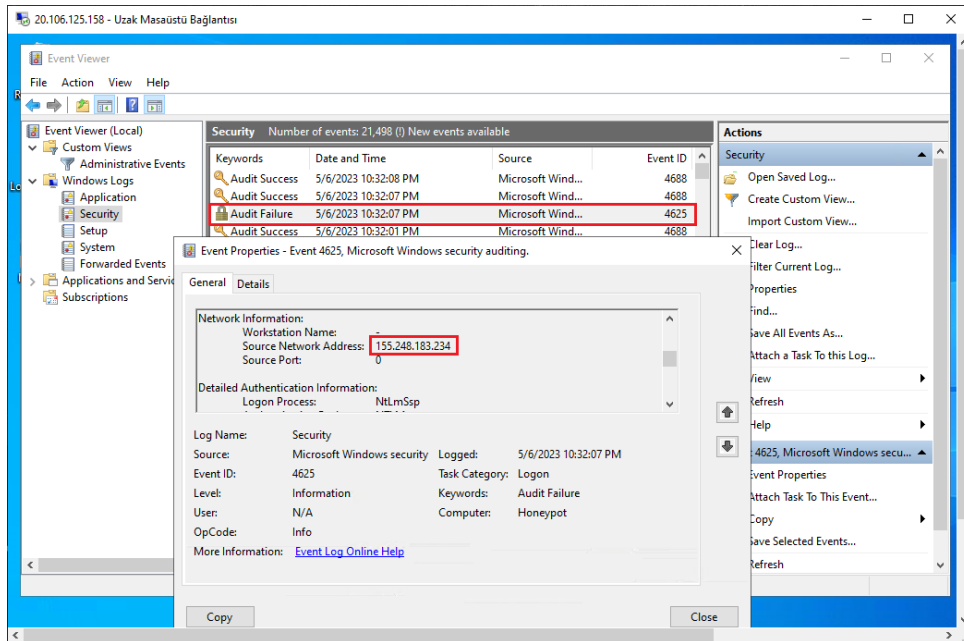 20.106.125.158 - Uzak Masaüstü Bağlantısı
Event Viewer
File Action View Help
Event Viewer (Local)
Custom Views
Administrative Events
Windows Logs
Application
Security
Setup
System
Forwarded Events
Applications and Servic
Subscriptions
Security Number of events: 21,498 (!) New events available
Keywords Date and Time Source Event ID
Audit Success 5/6/2023 10:32:08 PM Microsoft Wind... 4688
Audit Success 5/6/2023 10:32:07 PM Microsoft Wind... 4688
Audit Failure 5/6/2023 10:32:07 PM Microsoft Wind... 4625
Audit Success 5/6/2023 10:32:01 PM Microsoft Wind... 4688
Actions
Security
Open Saved Log...
Create Custom View...
Import Custom View...
Clear Log...
Filter Current Log...
Properties
Find...
Save All Events As...
Attach a Task To this Log...
View
Refresh
Help
4625, Microsoft Windows secu...
Event Properties
Attach Task To This Event...
Copy
Save Selected Events...
Refresh
Event Properties - Event 4625, Microsoft Windows security auditing.
General Details
Network Information:
Workstation Name: -
Source Network Address: 155.248.183.234
Source Port: 0
Detailed Authentication Information:
Logon Process: NtLmSsp
Log Name: Security
Source: Microsoft Windows security Logged: 5/6/2023 10:32:07 PM
Event ID: 4625 Task Category: Logon
Level: Information Keywords: Audit Failure
User: N/A Computer: Honeypot
OpCode: Info
More Information: Event Log Online Help
Copy Close